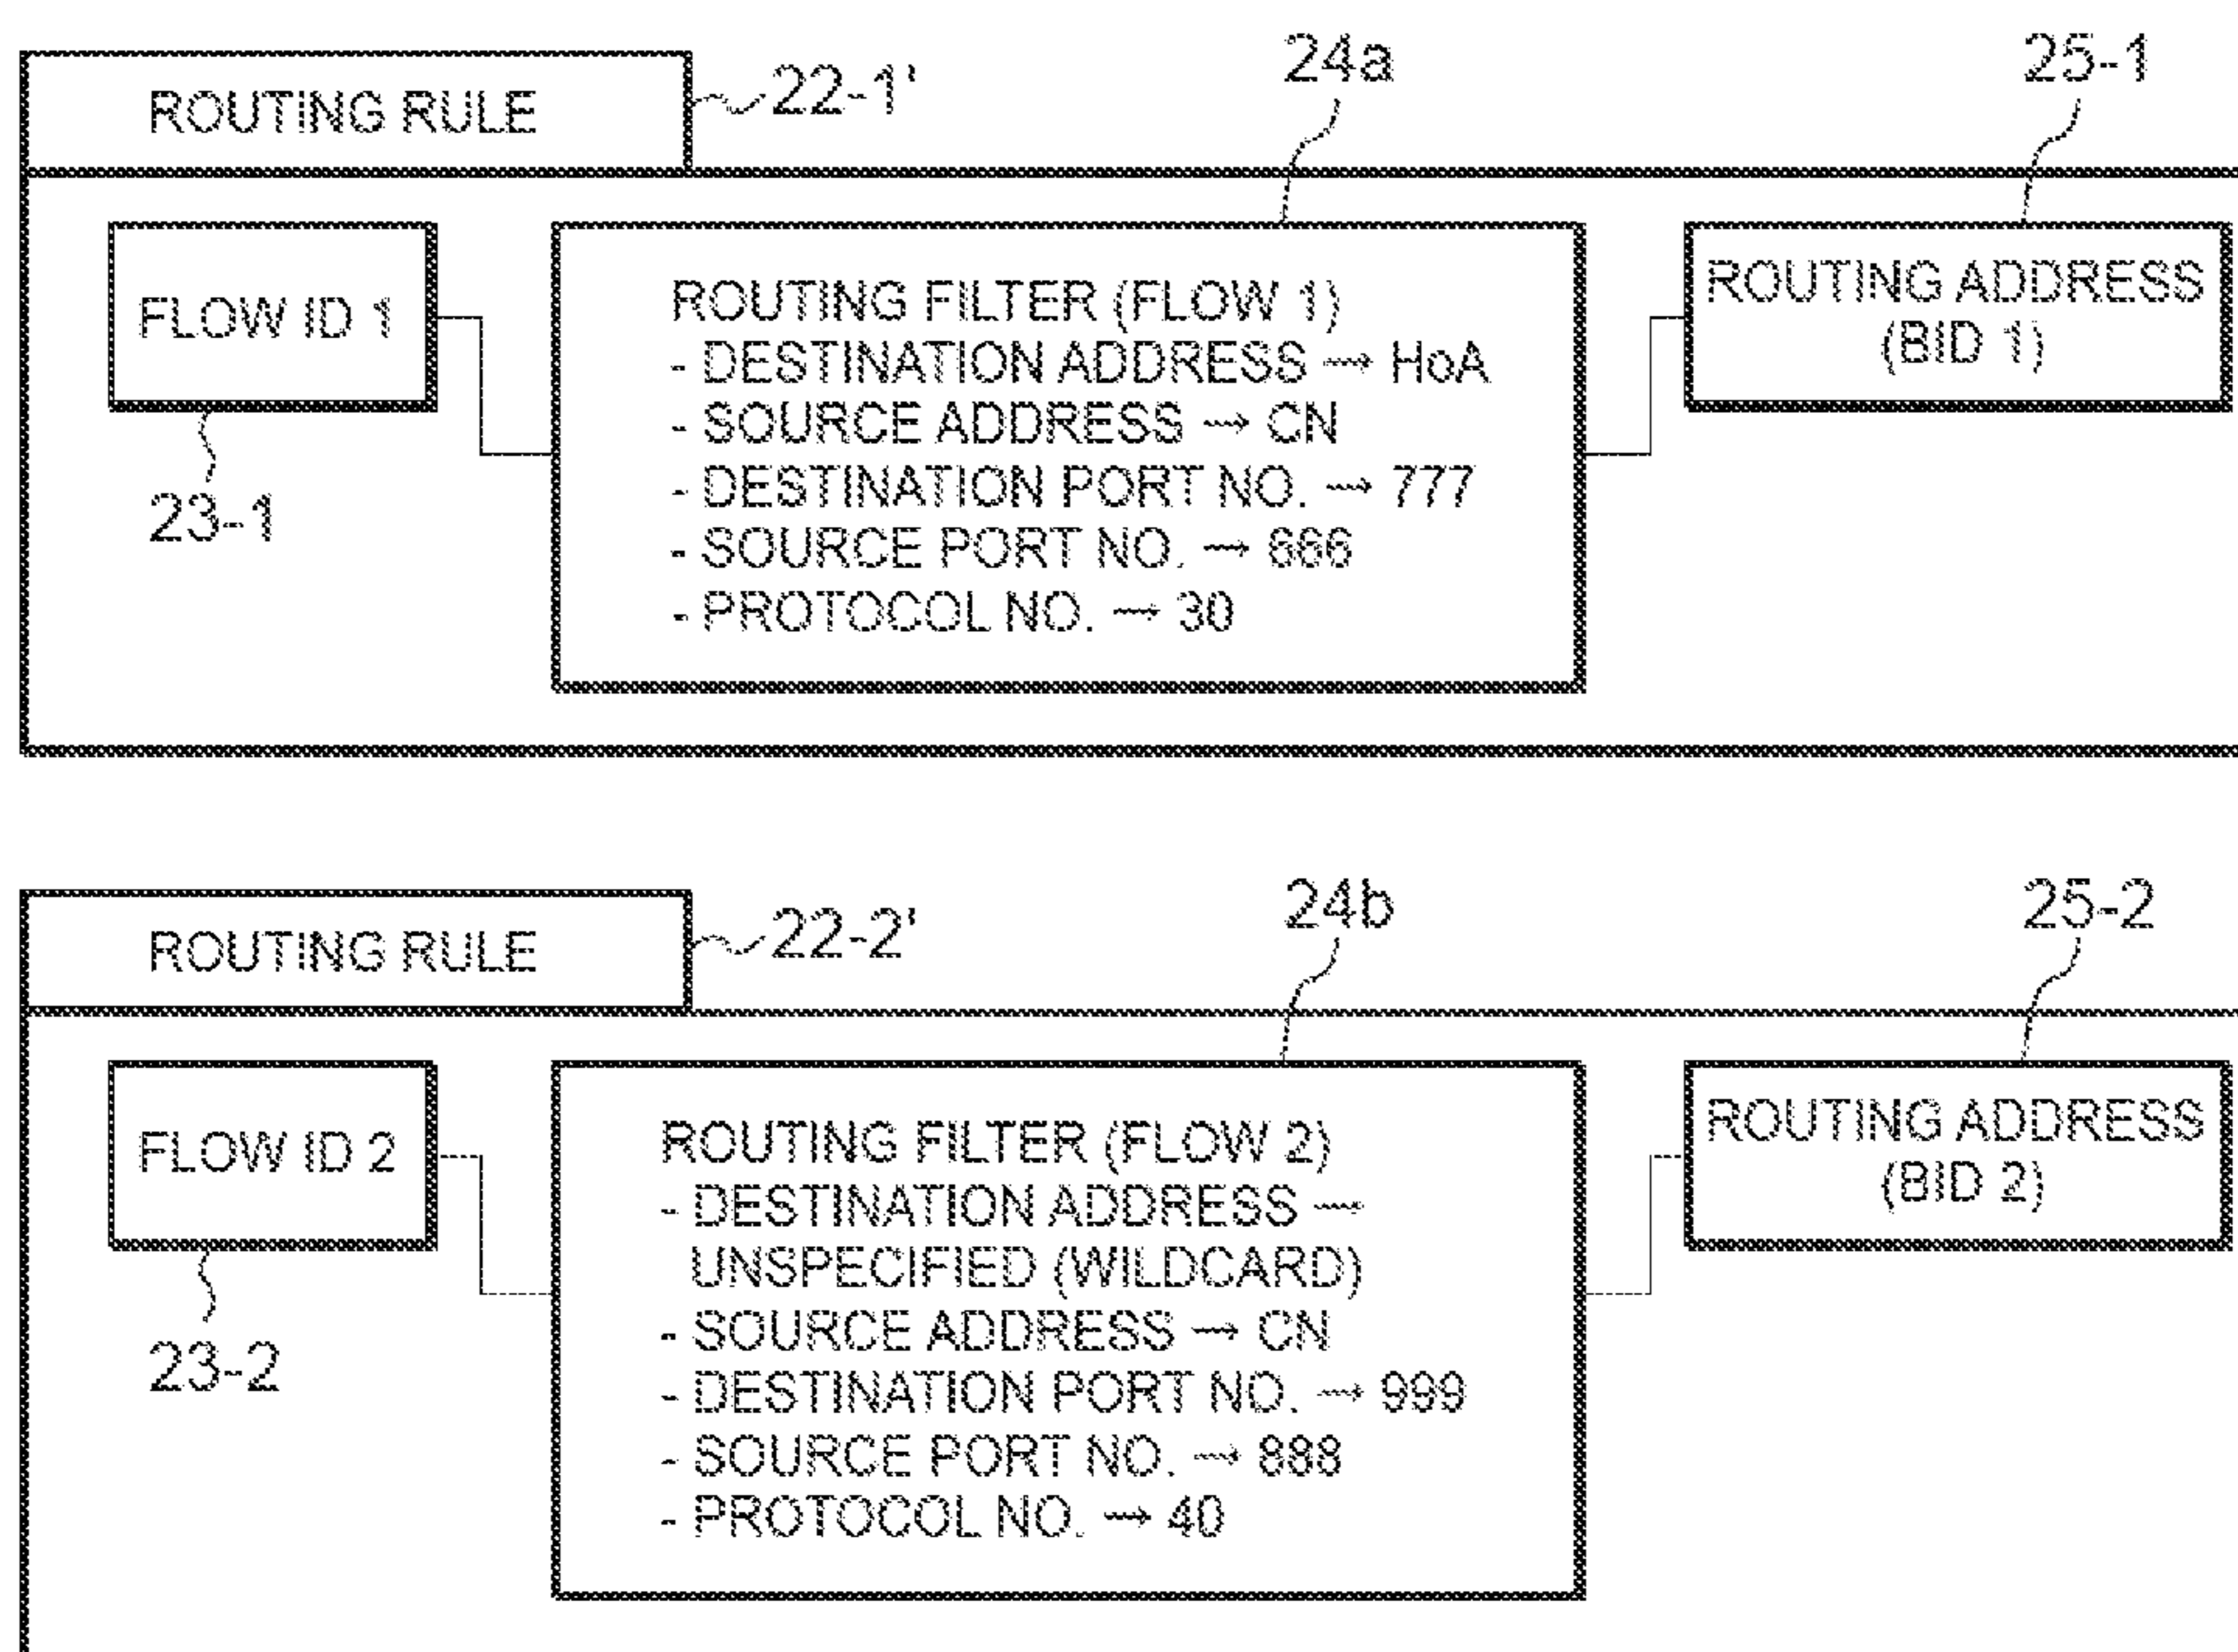 24a
25-1
ROUTING RULE
22-1'
FLOW ID 1
23-1
ROUTING FILTER (FLOW 1)
- DESTINATION ADDRESS → HoA
- SOURCE ADDRESS → CN
- DESTINATION PORT NO. → 777
- SOURCE PORT NO. → 666
- PROTOCOL NO. → 30
ROUTING ADDRESS
(BID 1)
24b
25-2
ROUTING RULE
22-2'
FLOW ID 2
23-2
ROUTING FILTER (FLOW 2)
- DESTINATION ADDRESS →
UNSPECIFIED (WILDCARD)
- SOURCE ADDRESS → CN
- DESTINATION PORT NO. → 999
- SOURCE PORT NO. → 888
- PROTOCOL NO. → 40
ROUTING ADDRESS
(BID 2)